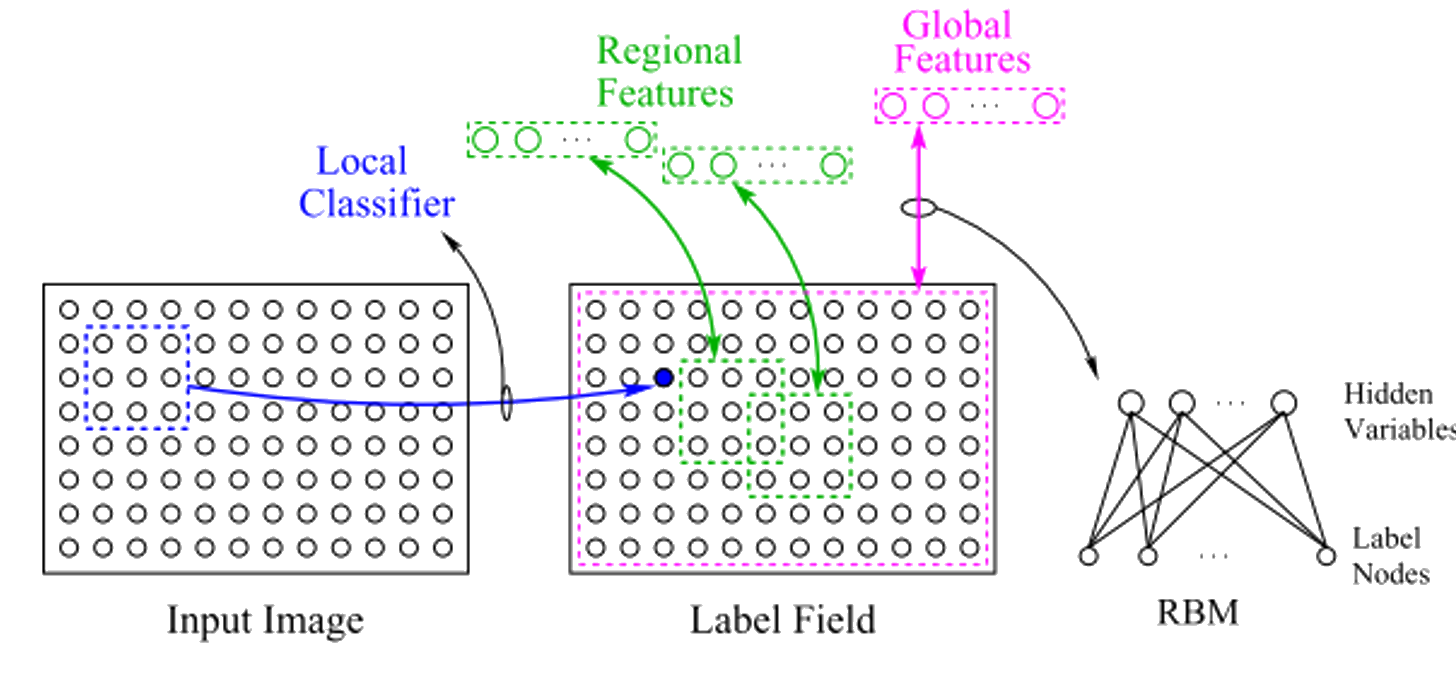 Global
Features
Regional
Features
...
...
...
Local
Classifier
Hidden
Variables
...
Label
Nodes
...
Input Image
Label Field
RBM